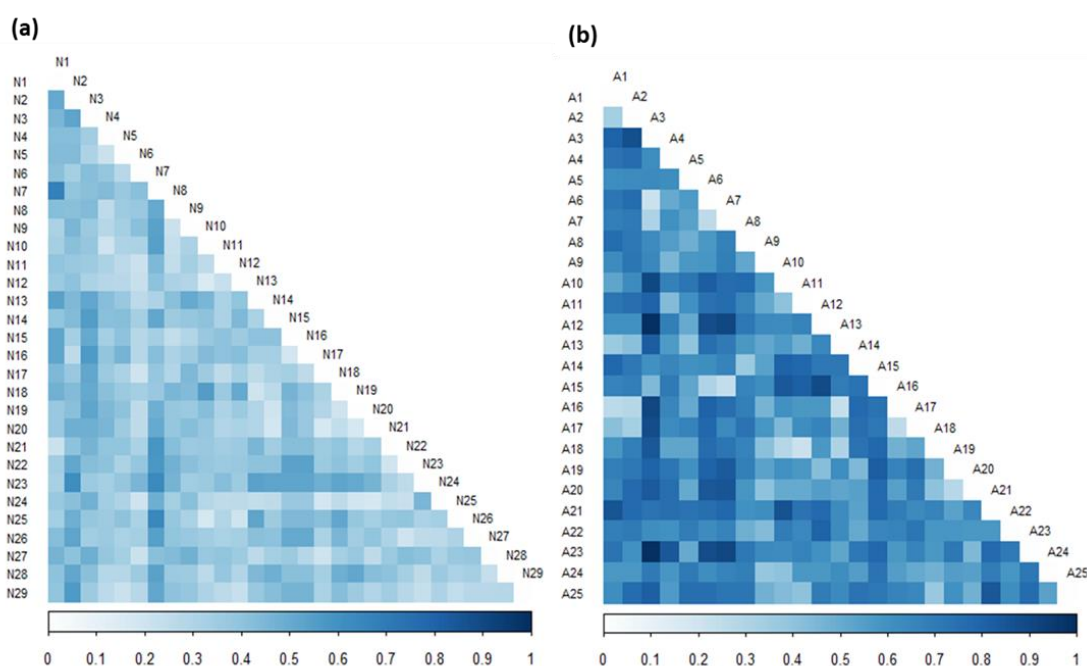 (a)
N1
N1 N2
N2 N3
N3 N4
N4 N5
N5 N6
N6 N7
N7 N8
N8 N9
N9 N10
N10 N11
N11 N12
N12 N13
N13 N14
N14 N15
N15 N16
N16 N17
N17 N18
N18 N19
N19 N20
N20 N21
N21 N22
N22 N23
N23 N24
N24 N25
N25 N26
N26 N27
N27 N28
N28 N29
N29
0 0.1 0.2 0.3 0.4 0.5 0.6 0.7 0.8 0.9 1
(b)
A1
A1 A2
A2 A3
A3 A4
A4 A5
A5 A6
A6 A7
A7 A8
A8 A9
A9 A10
A10 A11
A11 A12
A12 A13
A13 A14
A14 A15
A15 A16
A16 A17
A17 A18
A18 A19
A19 A20
A20 A21
A21 A22
A22 A23
A23 A24
A24 A25
A25
0 0.1 0.2 0.3 0.4 0.5 0.6 0.7 0.8 0.9 1